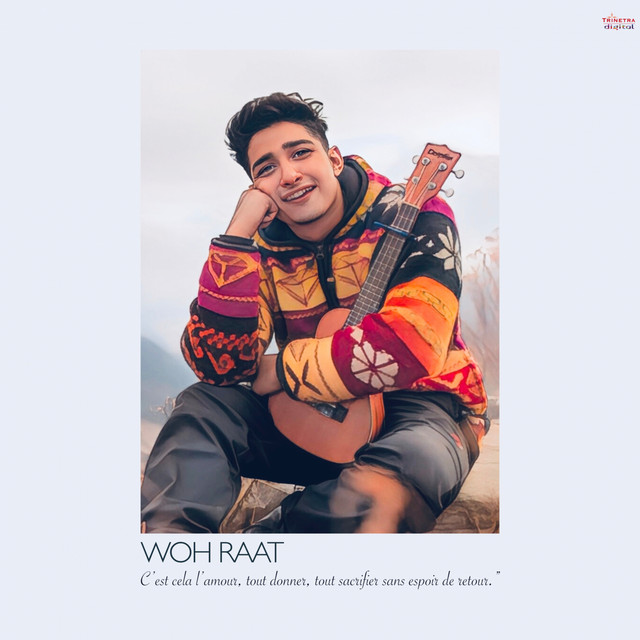 TRINETRA
digital
WOH RAAT
C'est cela l'amour, tout donner, tout sacrifier sans espoir de retour."